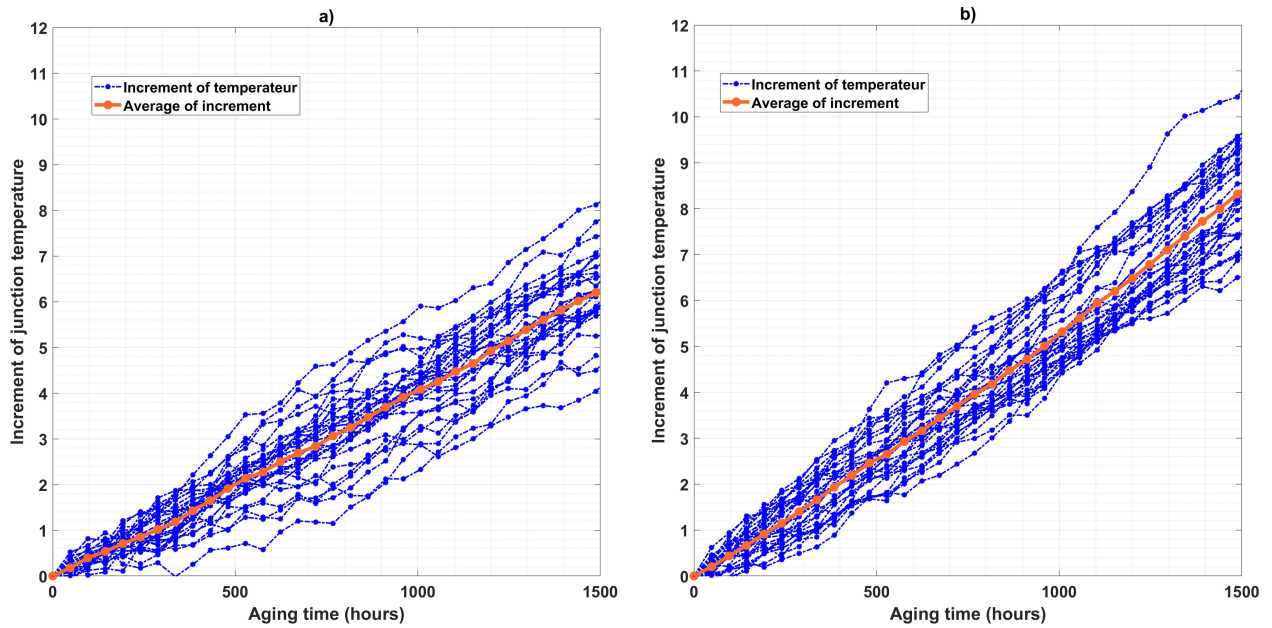 a)
12
11
10
9
8
7
6
5
4
3
2
1
0
Increment of junction temperature
Increment of temperateur
Average of increment
0 500 1000 1500
Aging time (hours)
b)
12
11
10
9
8
7
6
5
4
3
2
1
0
Increment of junction temperature
Increment of temperateur
Average of increment
0 500 1000 1500
Aging time (hours)